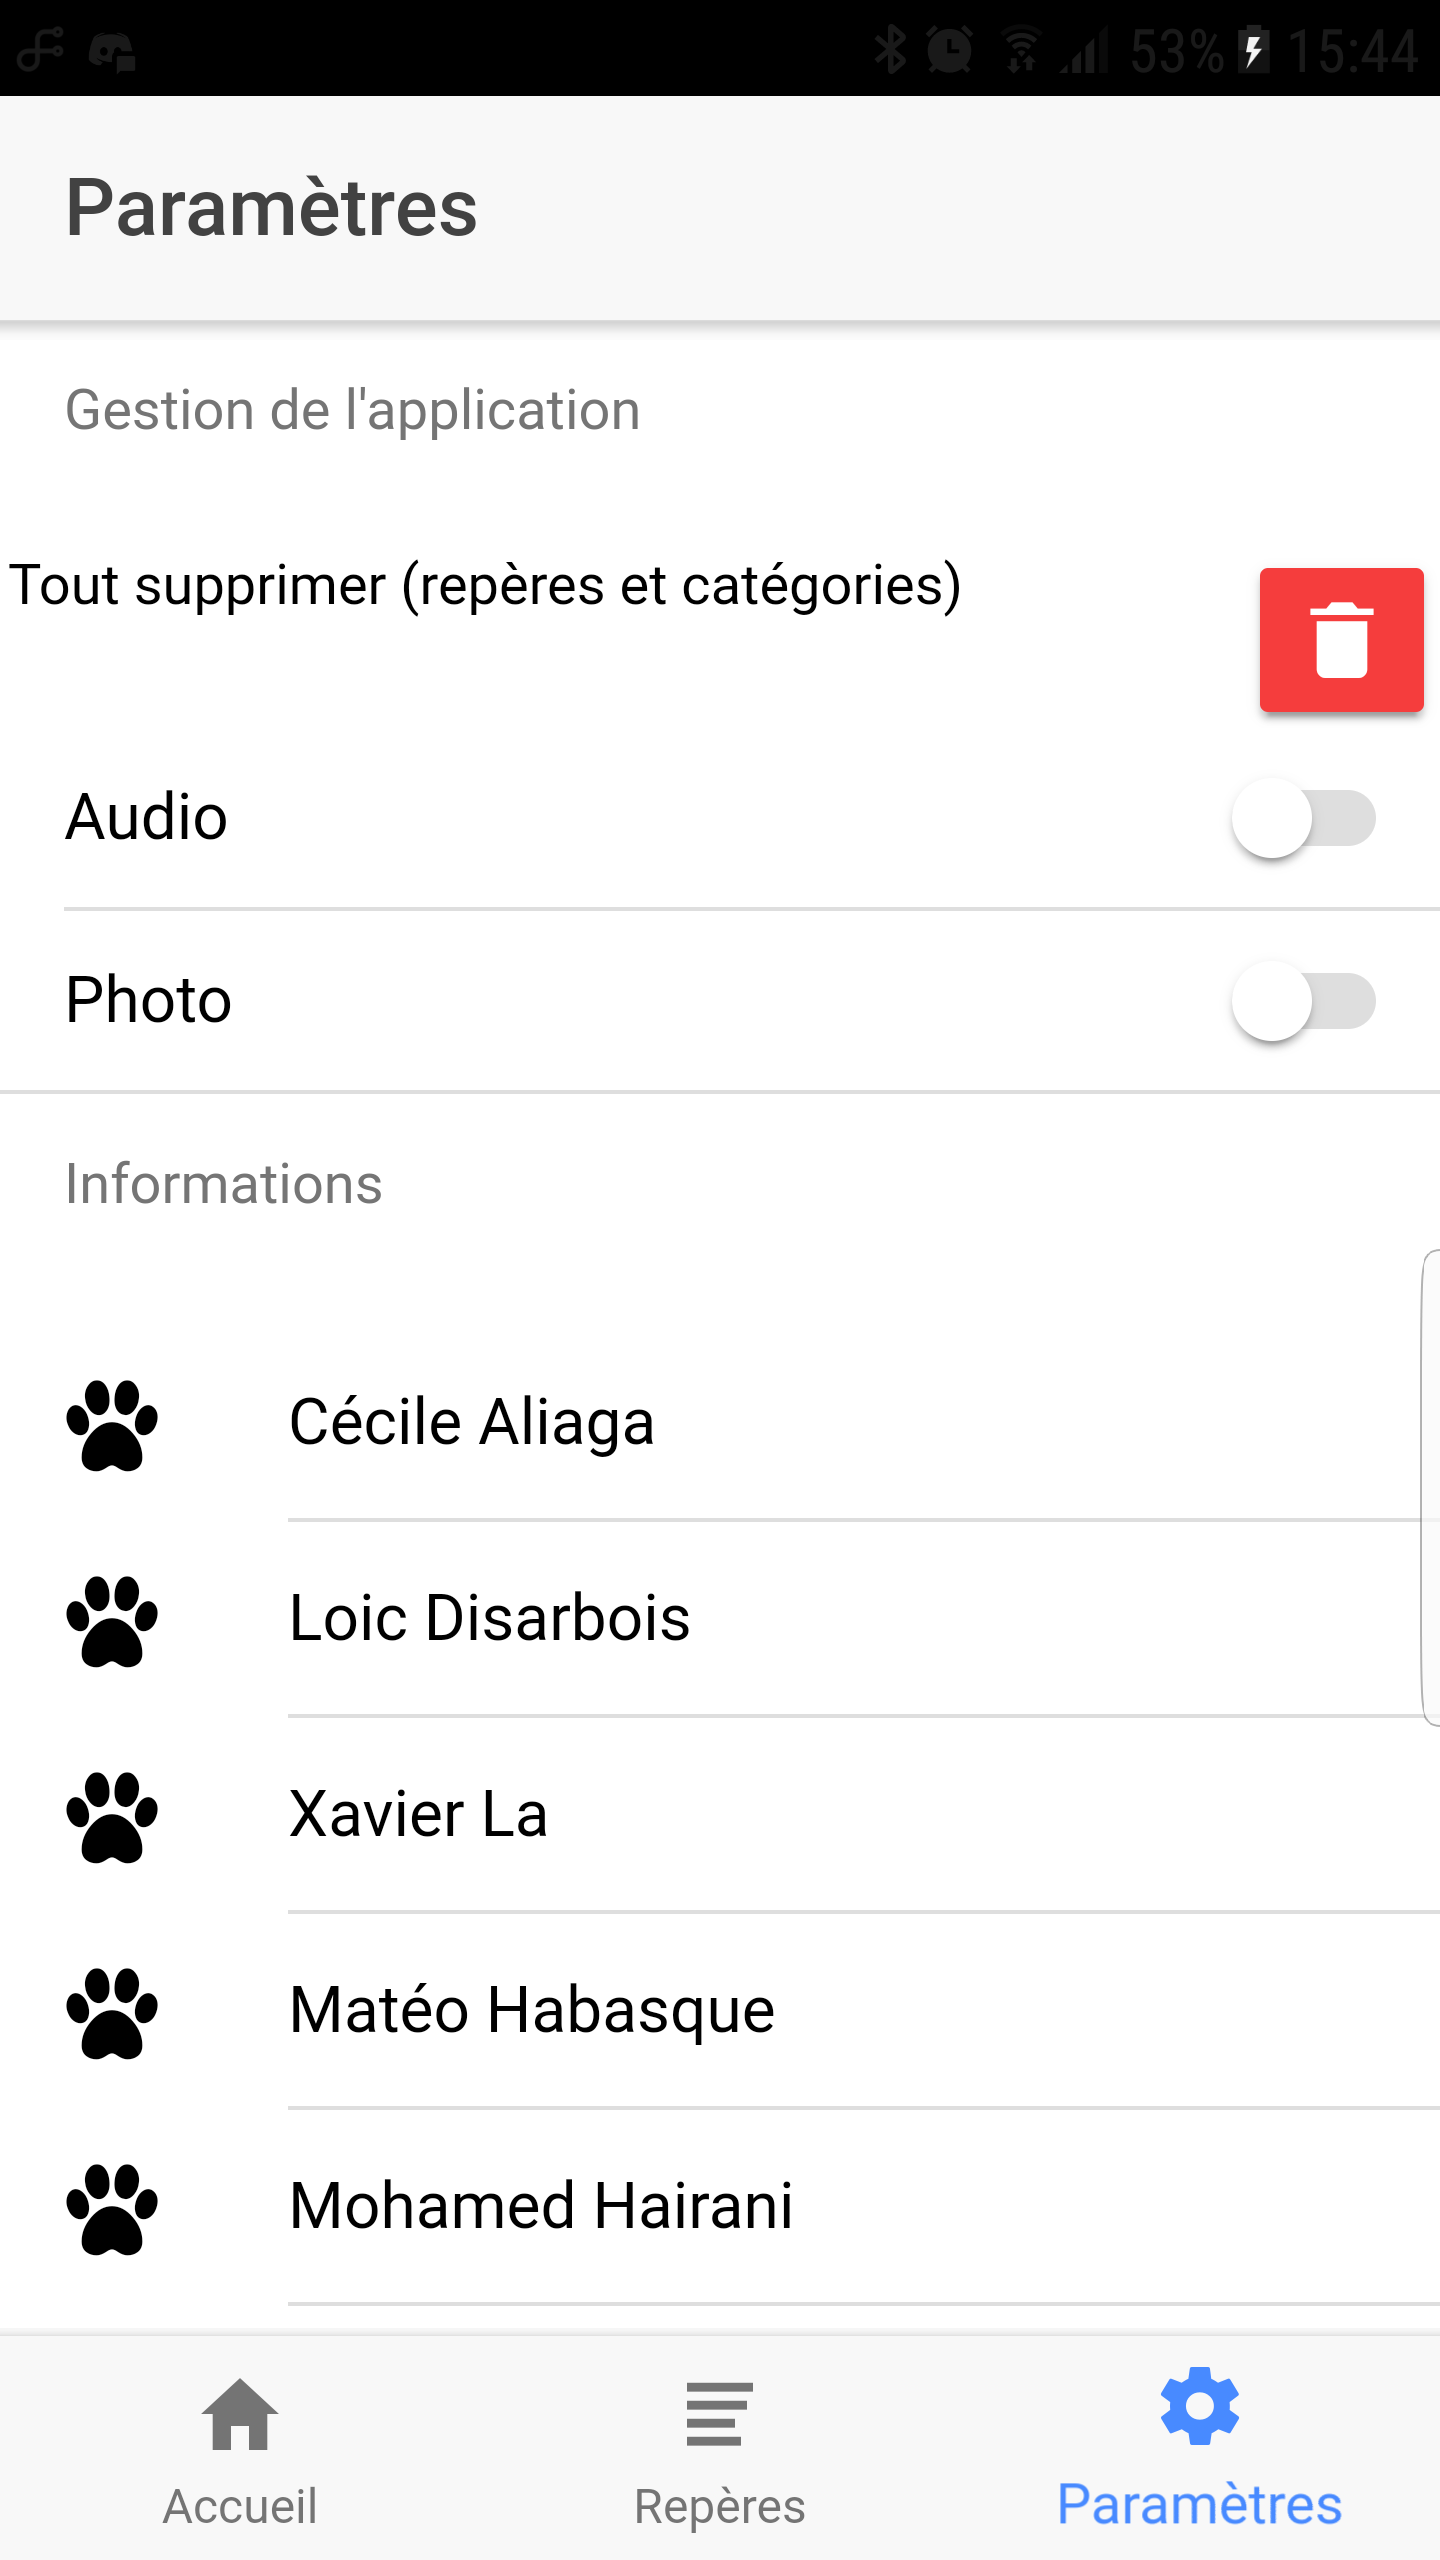 53% 15:44
Paramètres
Gestion de l'application
Tout supprimer (repères et catégories)
Audio
Photo
Informations
Cécile Aliaga
Loic Disarbois
Xavier La
Matéo Habasque
Mohamed Hairani
Accueil Repères Paramètres